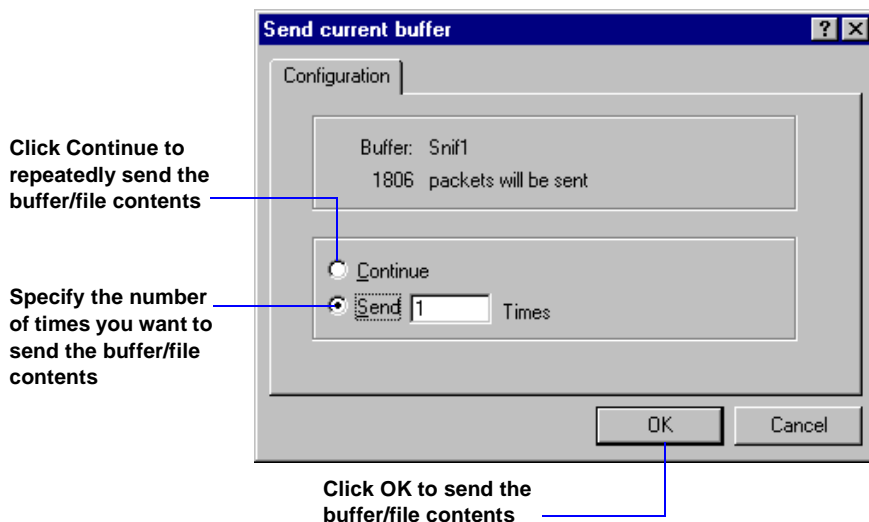 Send current buffer
Configuration
Buffer: Snif1
1806 packets will be sent
Click Continue to
repeatedly send the
buffer/file contents
Continue
Send 1 Times
Specify the number
of times you want to
send the buffer/file
contents
OK
Cancel
Click OK to send the
buffer/file contents